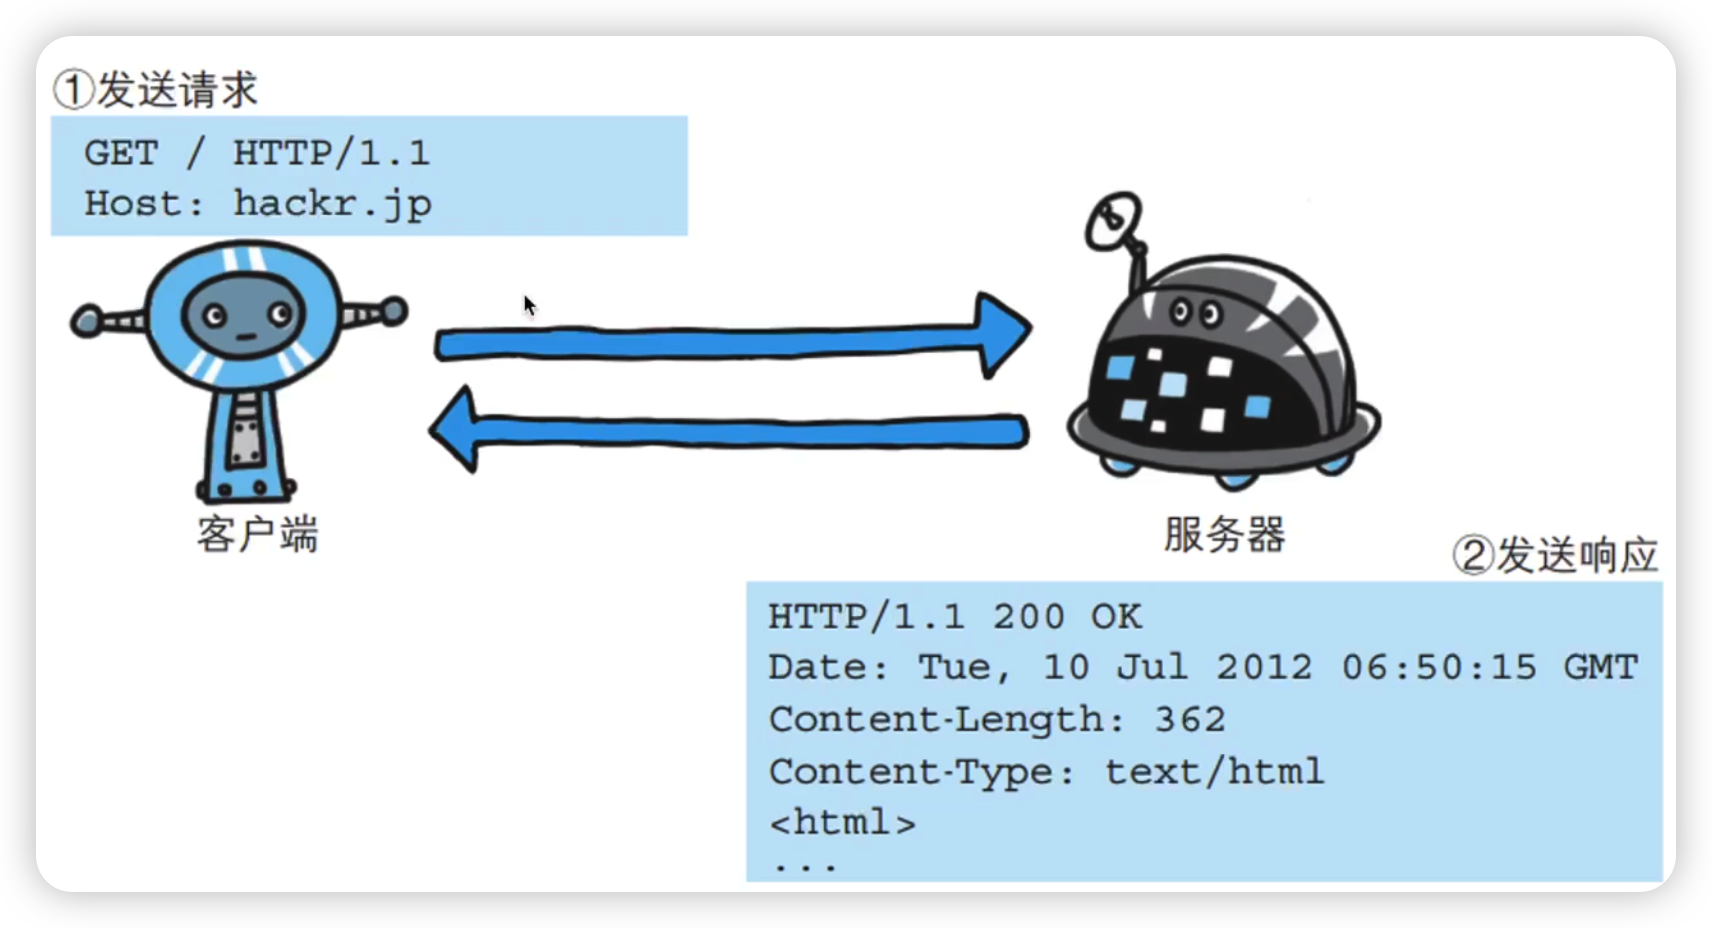 ①发送请求
GET / HTTP/1.1
Host: hackr.jp
客户端
服务器
②发送响应
HTTP/1.1 200 OK
Date: Tue, 10 Jul 2012 06:50:15 GMT
Content-Length: 362
Content-Type: text/html
<html>
...